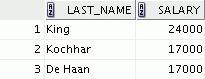 LAST_NAME SALARY
1 King 24000
2 Kochhar 17000
3 De Haan 17000